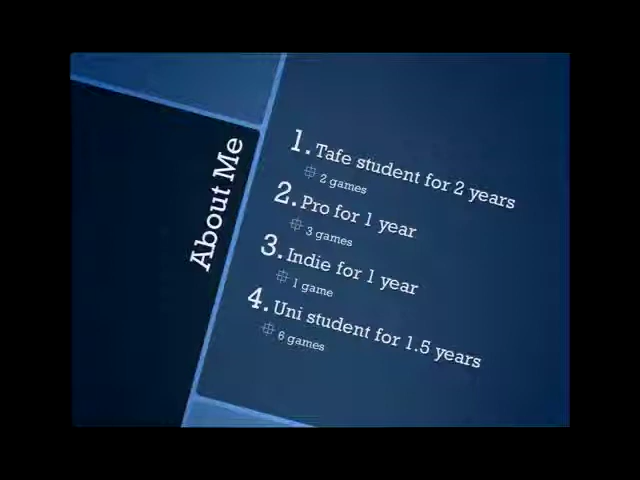 About Me
1. Tafe student for 2 years
2 games
2. Pro for 1 year
3 games
3. Indie for 1 year
1 game
4. Uni student for 1.5 years
6 games